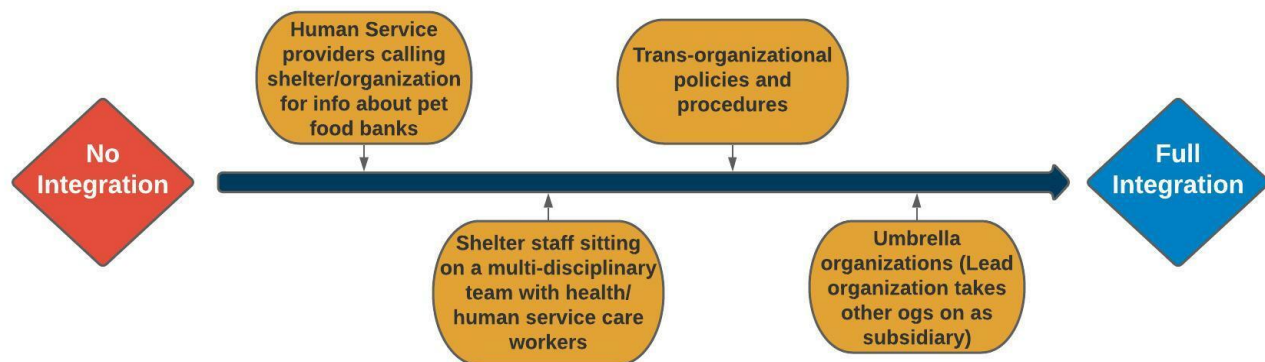 No
Integration
Human Service
providers calling
shelter/organization
for info about pet
food banks
Shelter staff sitting
on a multi-disciplinary
team with health/
human service care
workers
Trans-organizational
policies and
procedures
Umbrella
organizations (Lead
organization takes
other ogs on as
subsidiary)
Full
Integration